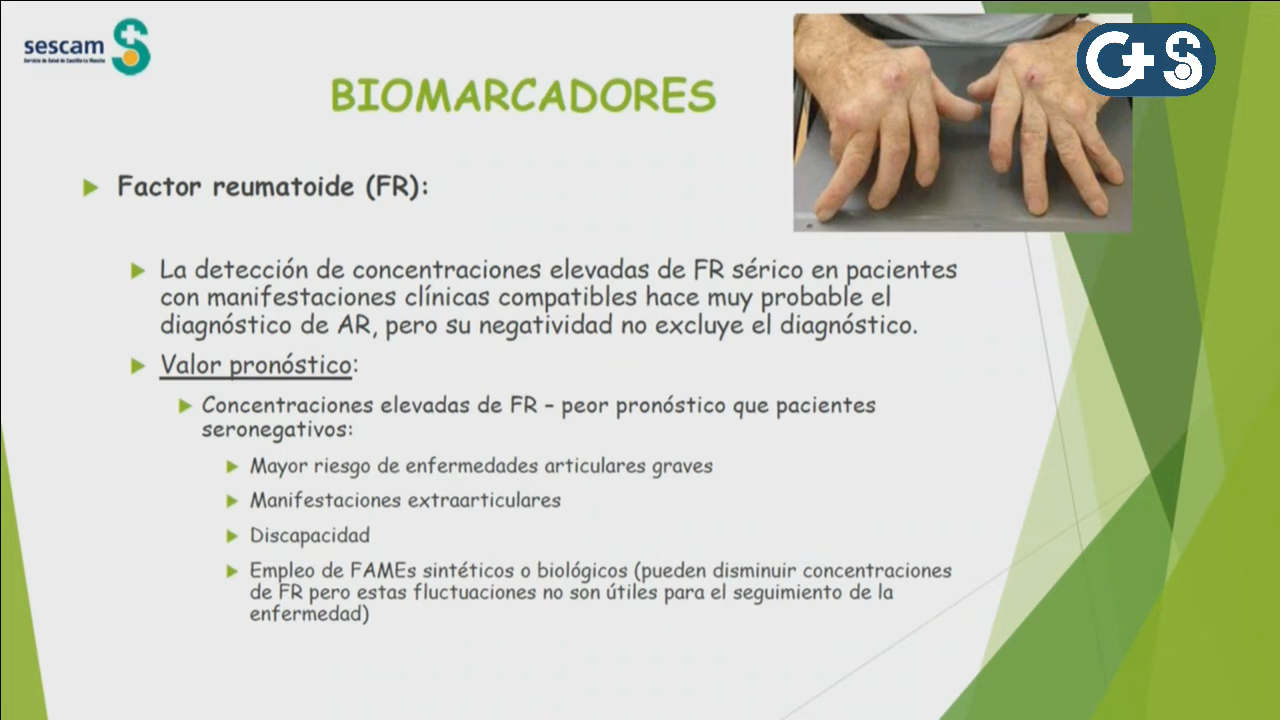 sescam
Servicio de Salud de Castilla-La Mancha
BIOMARCADORES
Factor reumatoide (FR):
La detección de concentraciones elevadas de FR sérico en pacientes
con manifestaciones clínicas compatibles hace muy probable el
diagnóstico de AR, pero su negatividad no excluye el diagnóstico.
Valor pronóstico:
Concentraciones elevadas de FR – peor pronóstico que pacientes
seronegativos:
Mayor riesgo de enfermedades articulares graves
Manifestaciones extraarticulares
Discapacidad
Empleo de FAMEs sintéticos o biológicos (pueden disminuir concentraciones
de FR pero estas fluctuaciones no son útiles para el seguimiento de la
enfermedad)